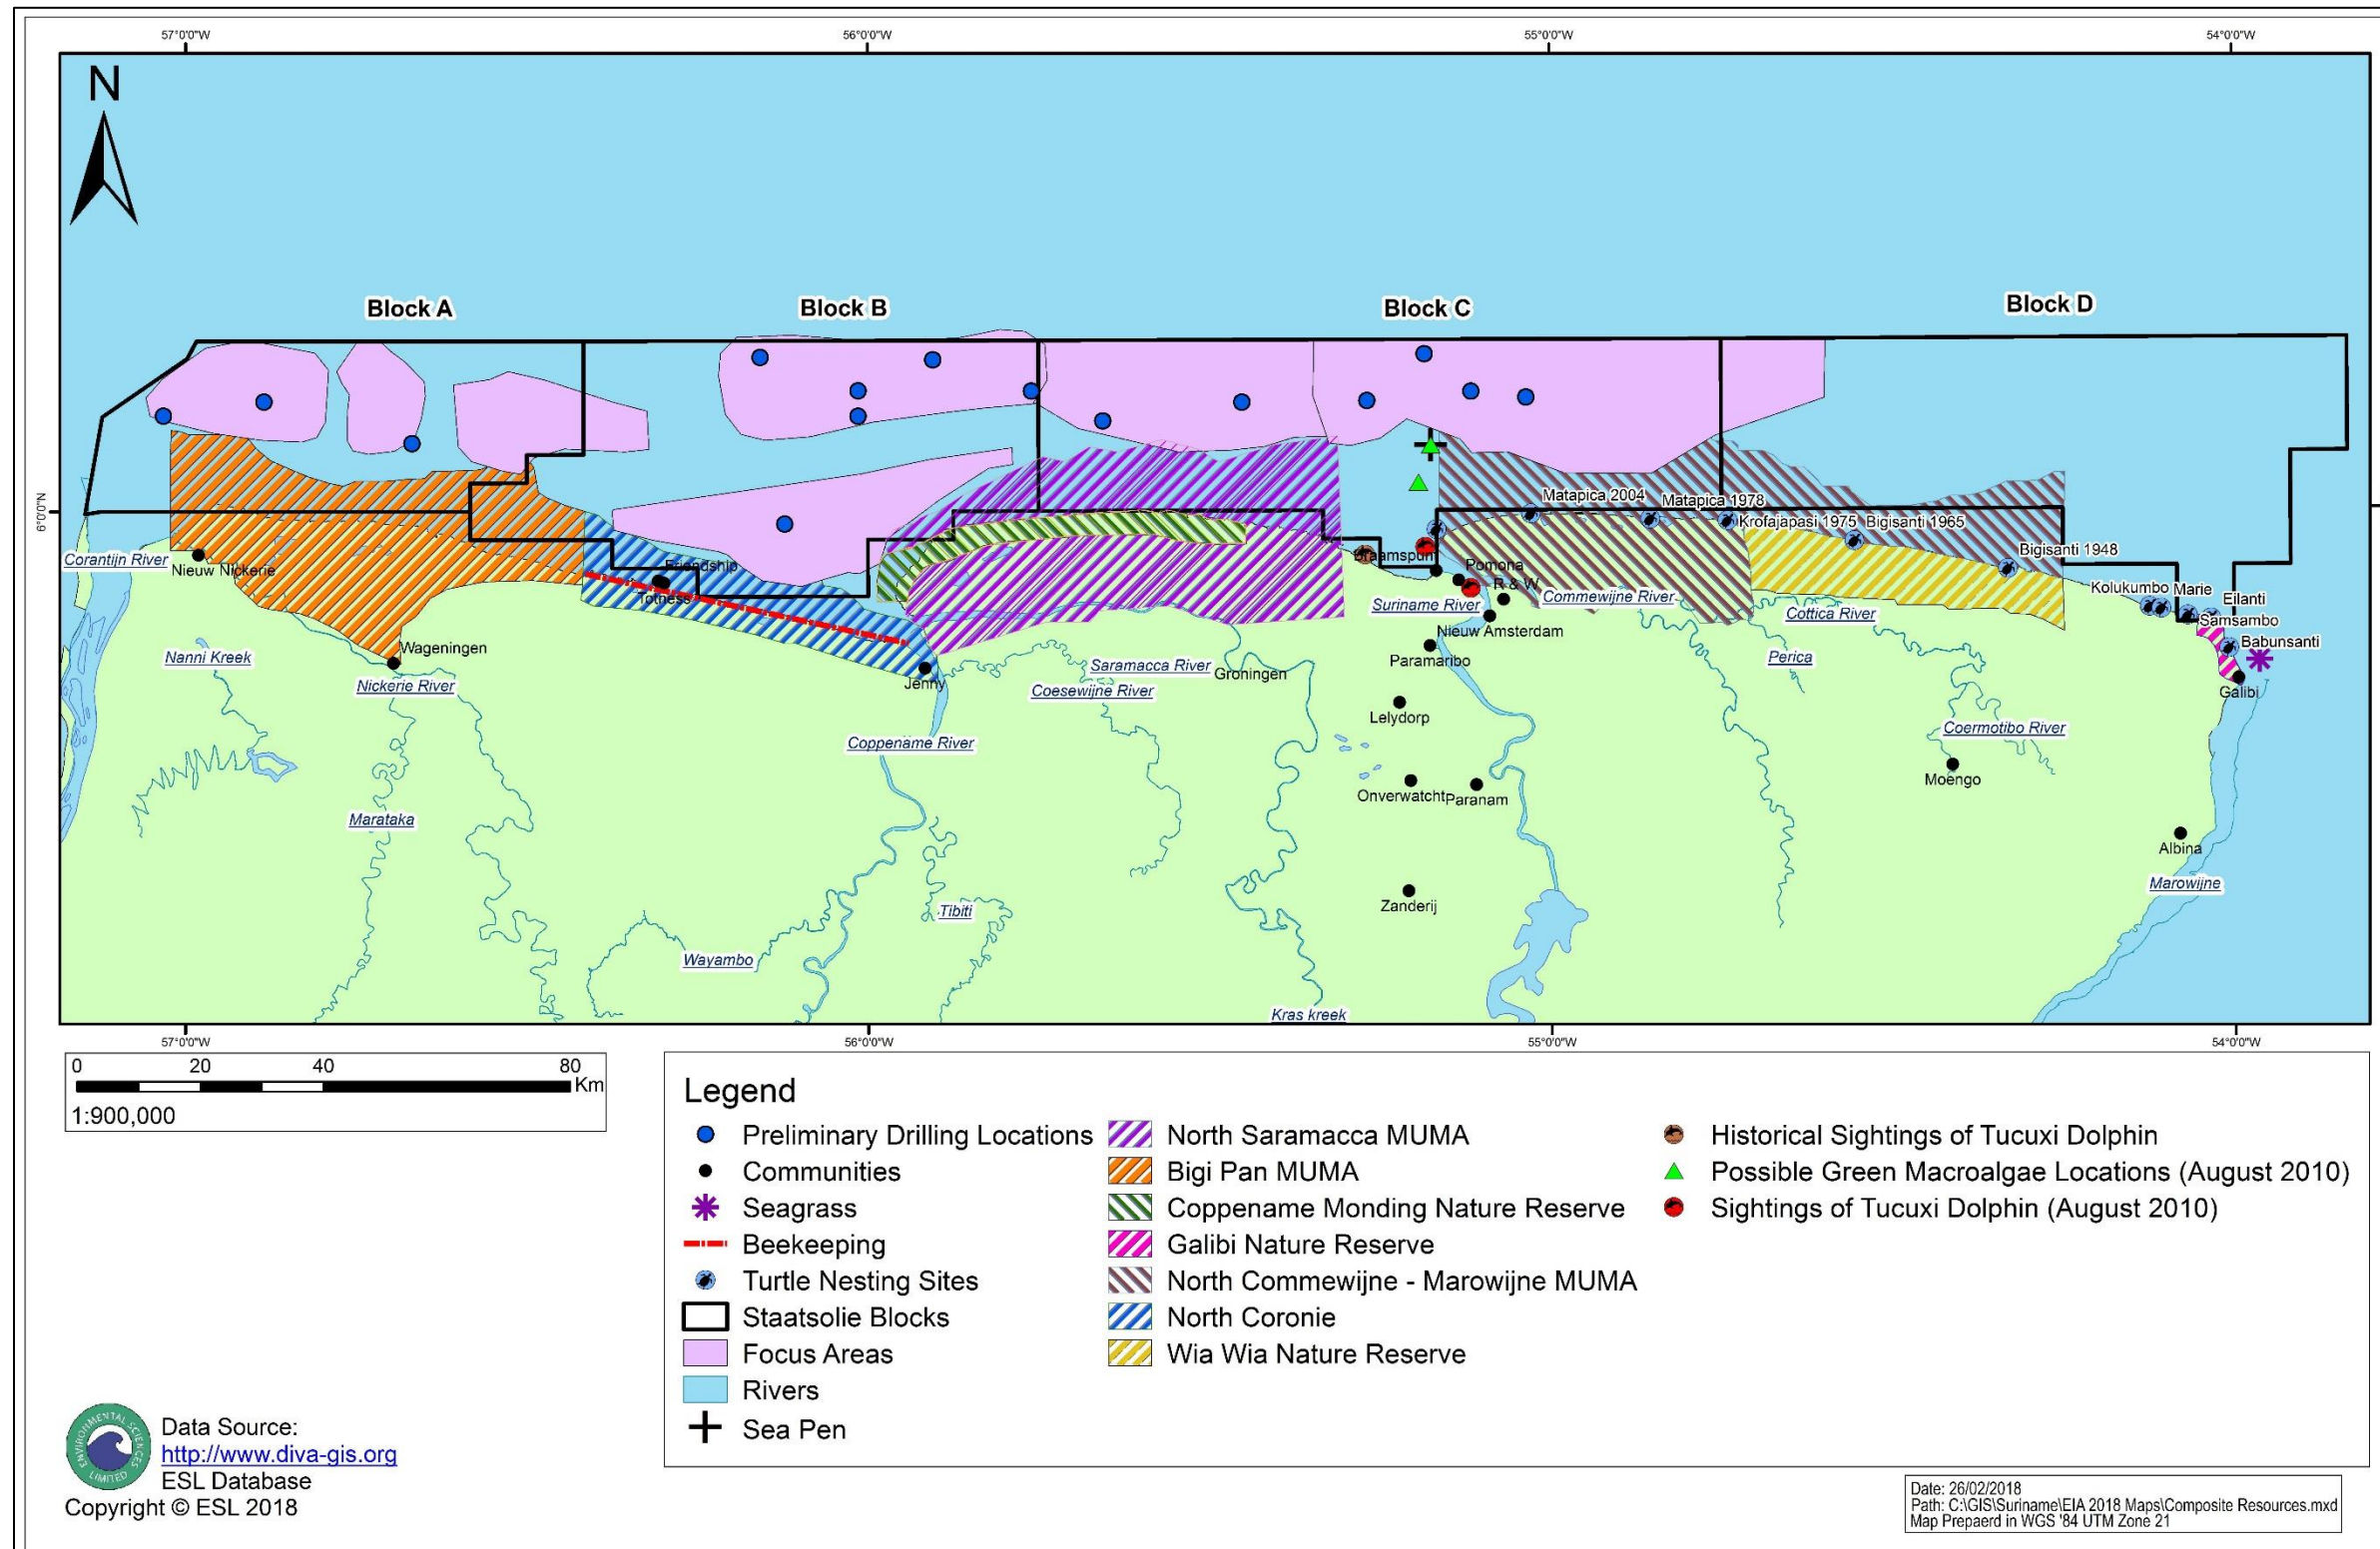 57°0'0"W
56°0'0"W
55°0'0"W
54°0'0"W
N
Block A
Block B
Block C
Block D
6°0'0"N
Matapica 2004
Matapica 1978
Krofajapasi 1975
Bigisanti 1965
Bigisanti 1948
Corantijn River
Nieuw Nickerie
Friendship
Totness
Braamspunt
Pomona
R & W
Suriname River
Commewijne River
Cottica River
Kolukumbo
Marie
Eilanti
Samsambo
Babunsanti
Nieuw Amsterdam
Nanni Kreek
Wageningen
Nickerie River
Jenny
Saramacca River
Coesewijne River
Groningen
Paramaribo
Perica
Galibi
Lelydorp
Coppename River
Coermotibo River
Moengo
Onverwacht
Paranam
Marataka
Albina
Marowijne
Zanderij
Tibiti
Wayambo
Kras kreek
57°0'0"W
56°0'0"W
55°0'0"W
54°0'0"W
0 20 40 80
Km
1:900,000
Legend
Preliminary Drilling Locations
Communities
Seagrass
Beekeeping
Turtle Nesting Sites
Staatsolie Blocks
Focus Areas
Rivers
Sea Pen
North Saramacca MUMA
Bigi Pan MUMA
Coppename Monding Nature Reserve
Galibi Nature Reserve
North Commewijne - Marowijne MUMA
North Coronie
Wia Wia Nature Reserve
Historical Sightings of Tucuxi Dolphin
Possible Green Macroalgae Locations (August 2010)
Sightings of Tucuxi Dolphin (August 2010)
ENVIRONMENTAL SCIENCES
LIMITED
Data Source:
http://www.diva-gis.org
ESL Database
Copyright © ESL 2018
Date: 26/02/2018
Path: C:\GIS\Suriname\EIA 2018 Maps\Composite Resources.mxd
Map Prepaerd in WGS '84 UTM Zone 21